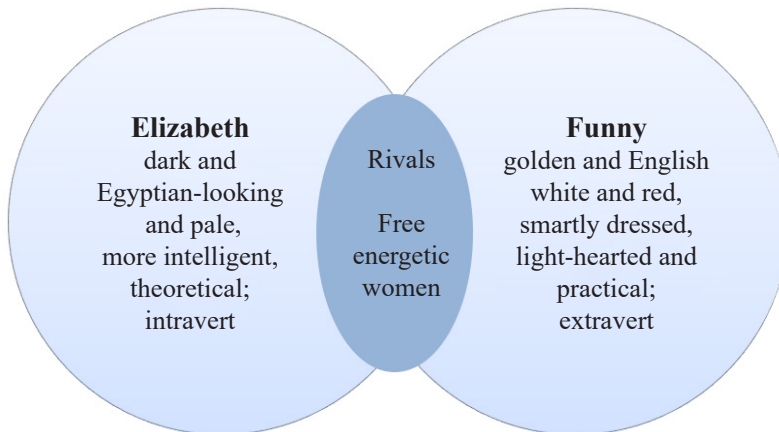 Elizabeth
dark and
Egyptian-looking
and pale,
more intelligent,
theoretical;
intravert
Rivals
Free
energetic
women
Funny
golden and English
white and red,
smartly dressed,
light-hearted and
practical;
extravert